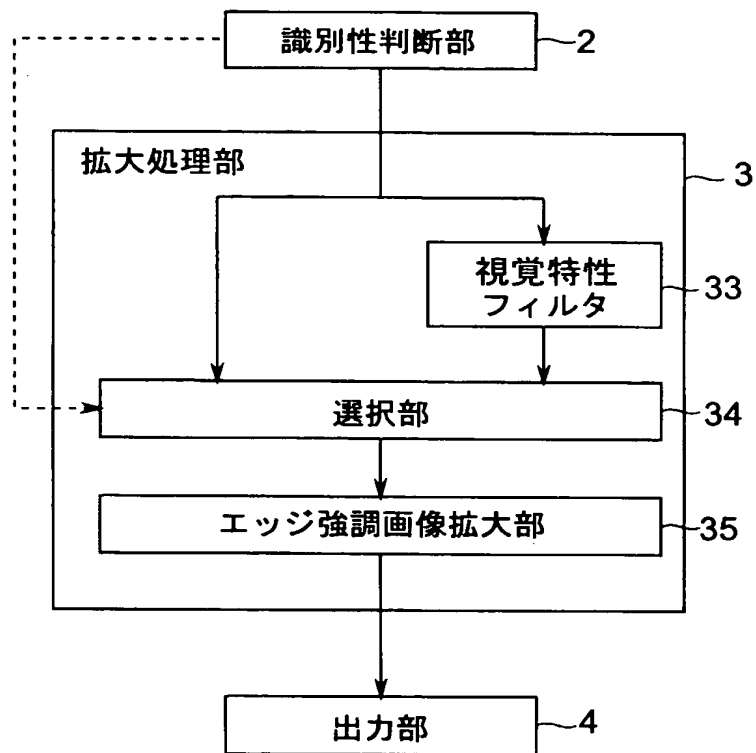 識別性判断部
2
拡大処理部
3
視覚特性
フィルタ
33
選択部
34
エッジ強調画像拡大部
35
出力部
4